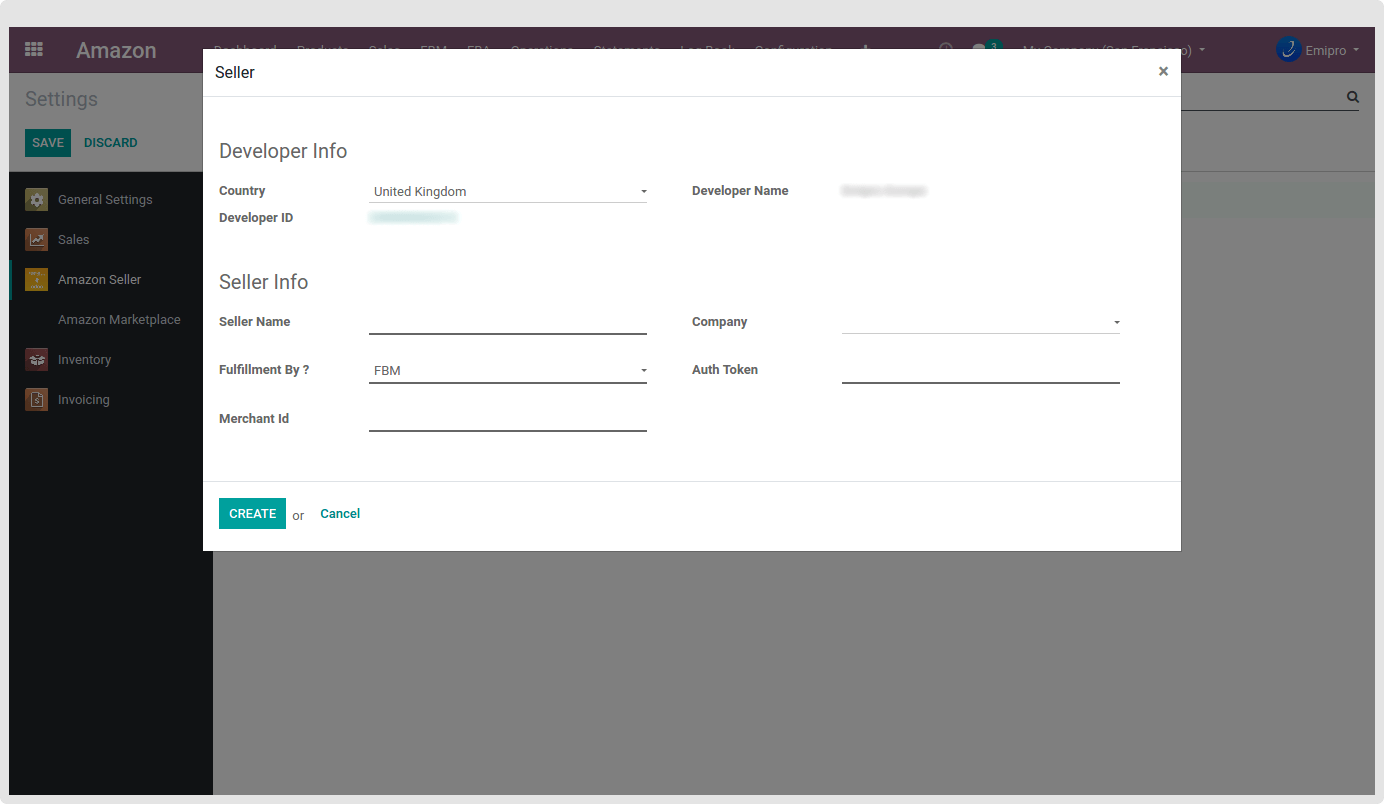 Amazon
Dashboard Products Sales FBM FBA Operations Statements Log Book Configuration
3
My Company (San Francisco)
Emipro
Seller
×
Settings
SAVE DISCARD
General Settings
Sales
Amazon Seller
Amazon Marketplace
Inventory
Invoicing
Developer Info
Country United Kingdom Developer Name
Developer ID
Seller Info
Seller Name Company
Fulfillment By ? FBM Auth Token
Merchant Id
CREATE or Cancel